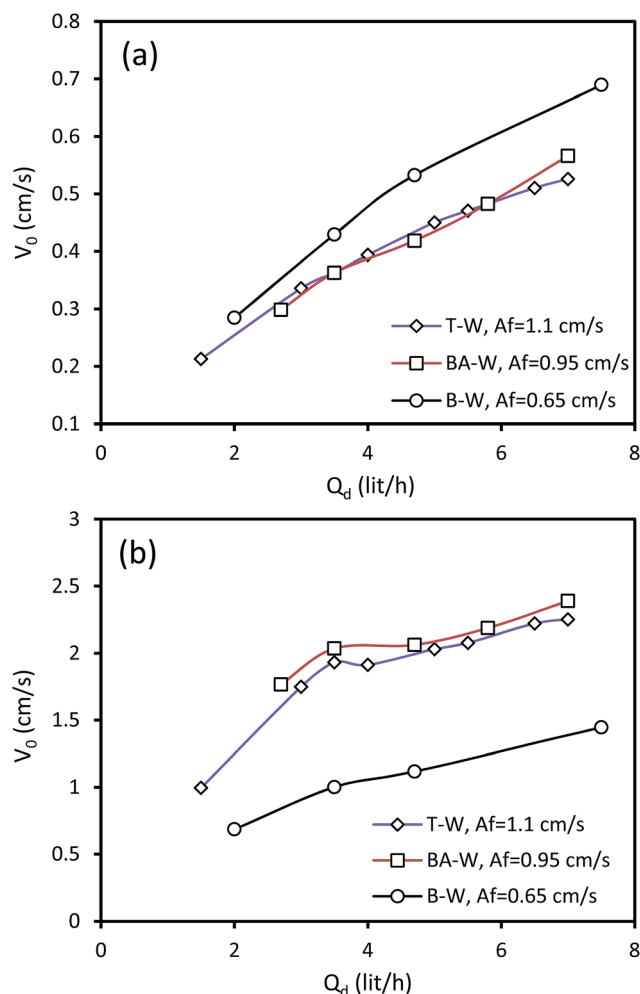 (a)
V₀ (cm/s)
0.8
0.7
0.6
0.5
0.4
0.3
0.2
0.1
T-W, Af=1.1 cm/s
BA-W, Af=0.95 cm/s
B-W, Af=0.65 cm/s
0 2 4 6 8
Q_d (lit/h)
(b)
V₀ (cm/s)
3
2.5
2
1.5
1
0.5
0
T-W, Af=1.1 cm/s
BA-W, Af=0.95 cm/s
B-W, Af=0.65 cm/s
0 2 4 6 8
Q_d (lit/h)